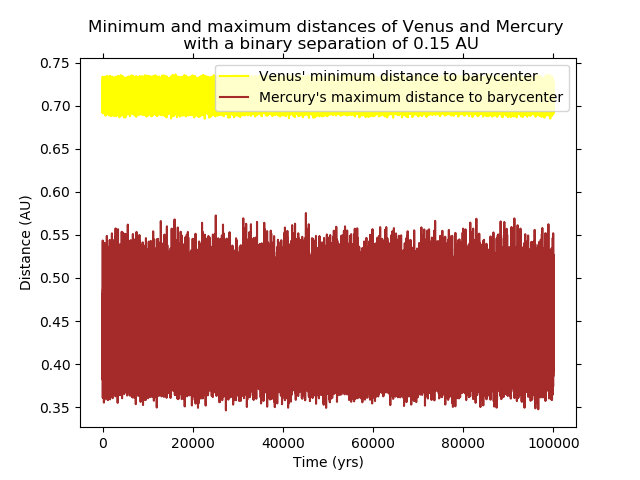 Minimum and maximum distances of Venus and Mercury
with a binary separation of 0.15 AU
Venus' minimum distance to barycenter
Mercury's maximum distance to barycenter
0.75
0.70
0.65
0.60
0.55
0.50
0.45
0.40
0.35
Distance (AU)
0 20000 40000 60000 80000 100000
Time (yrs)